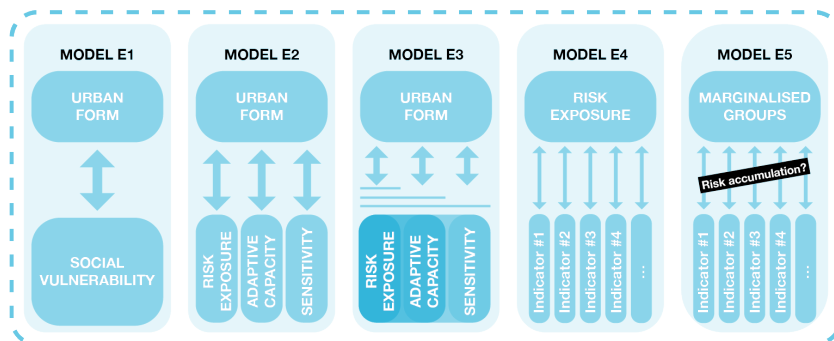 MODEL E1
URBAN
FORM
SOCIAL
VULNERABILITY
MODEL E2
URBAN
FORM
RISK
EXPOSURE
ADAPTIVE
CAPACITY
SENSITIVITY
MODEL E3
URBAN
FORM
RISK
EXPOSURE
ADAPTIVE
CAPACITY
SENSITIVITY
MODEL E4
RISK
EXPOSURE
Indicator #1
Indicator #2
Indicator #3
Indicator #4
...
MODEL E5
MARGINALISED
GROUPS
Risk accumulation?
Indicator #1
Indicator #2
Indicator #3
Indicator #4
...